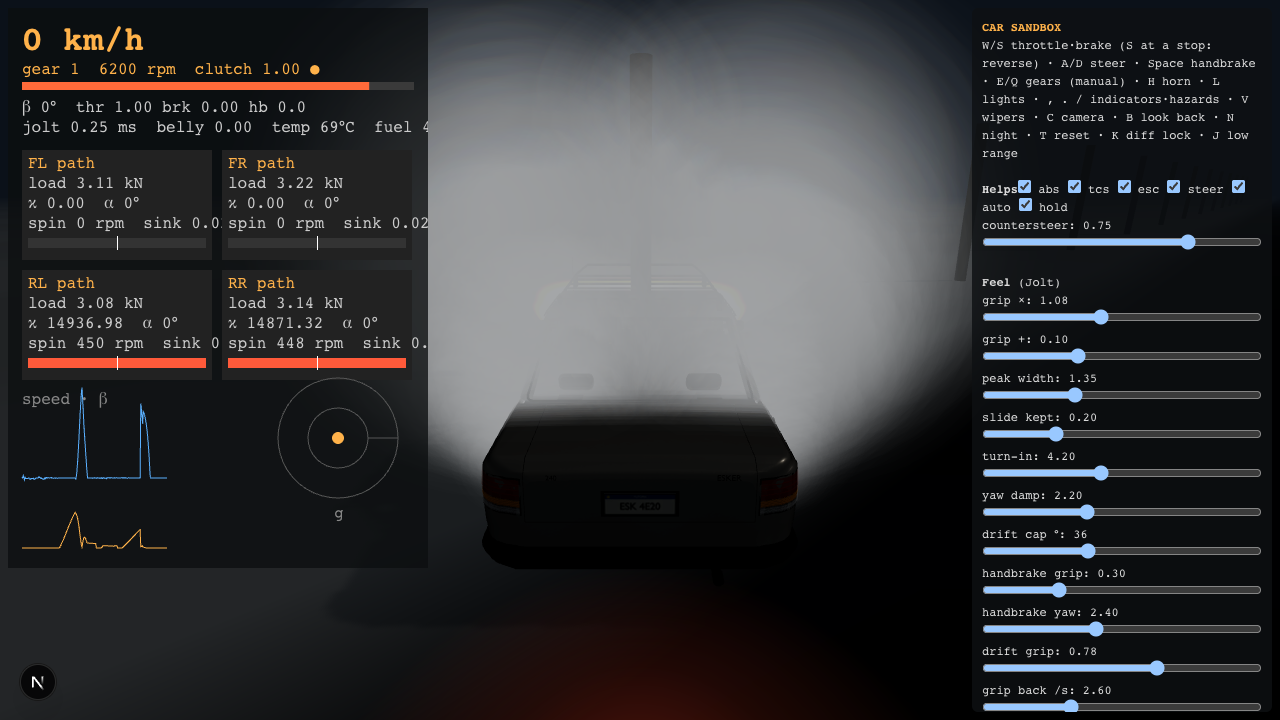 0 km/h
gear 1 6200 rpm clutch 1.00
β 0° thr 1.00 brk 0.00 hb 0.0
jolt 0.25 ms belly 0.00 temp 69°C fuel 4
FL path
load 3.11 kN
ϰ 0.00 α 0°
spin 0 rpm sink 0.0
FR path
load 3.22 kN
ϰ 0.00 α 0°
spin 0 rpm sink 0.02
RL path
load 3.08 kN
ϰ 14936.98 α 0°
spin 450 rpm sink 0
RR path
load 3.14 kN
ϰ 14871.32 α 0°
spin 448 rpm sink 0.
speed · β
g
N
ESK 4E20
CAR SANDBOX
W/S throttle·brake (S at a stop:
reverse) · A/D steer · Space handbrake
· E/Q gears (manual) · H horn · L
lights · , . / indicators·hazards · V
wipers · C camera · B look back · N
night · T reset · K diff lock · J low
range
Helps abs tcs esc steer
auto hold
countersteer: 0.75
Feel (Jolt)
grip ×: 1.08
grip +: 0.10
peak width: 1.35
slide kept: 0.20
turn-in: 4.20
yaw damp: 2.20
drift cap °: 36
handbrake grip: 0.30
handbrake yaw: 2.40
drift grip: 0.78
grip back /s: 2.60